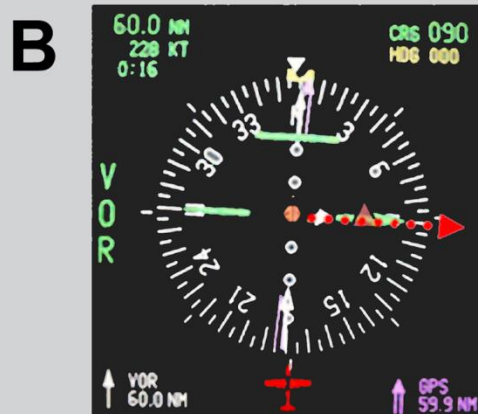 B
60.0 NM
228 KT
0:16
CRS 090
HDG 000
33
3
30
6
VOR
24
12
21
15
VOR
60.0 NM
GPS
59.9 NM